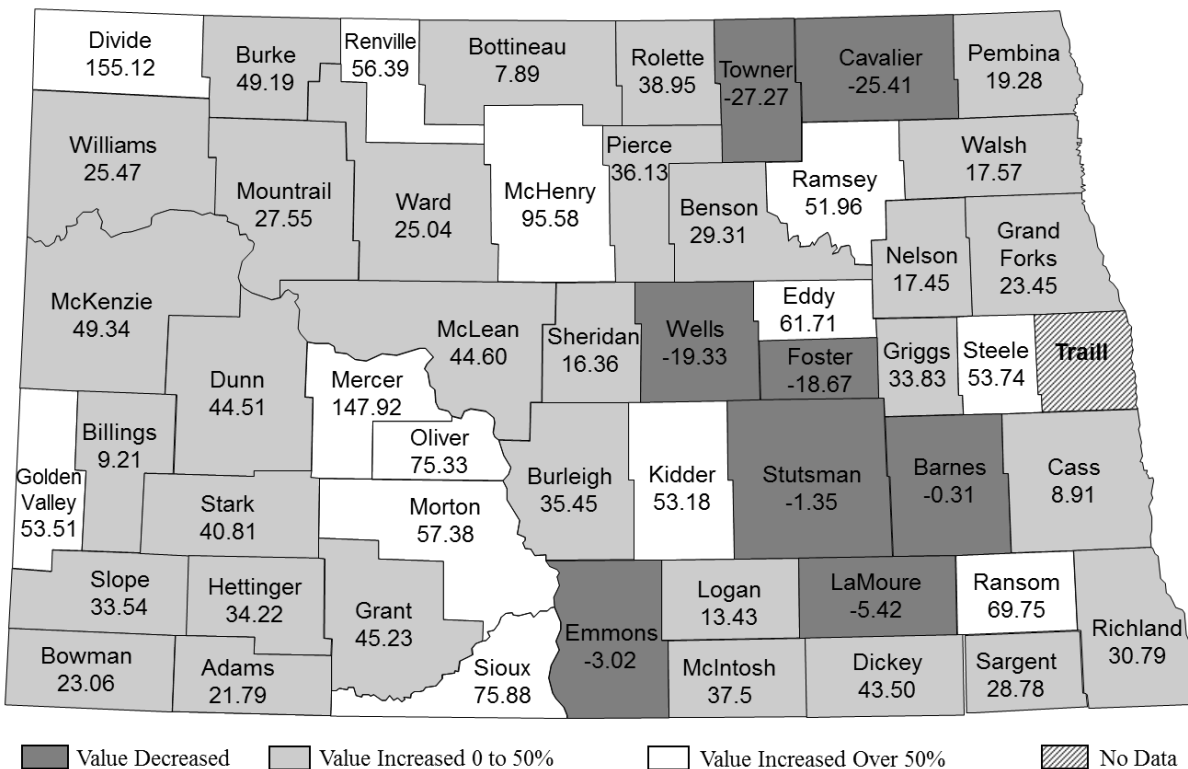 Divide
155.12
Burke
49.19
Renville
56.39
Bottineau
7.89
Rolette
38.95
Towner
-27.27
Cavalier
-25.41
Pembina
19.28
Williams
25.47
Mountrail
27.55
Ward
25.04
McHenry
95.58
Pierce
36.13
Benson
29.31
Ramsey
51.96
Walsh
17.57
Nelson
17.45
Grand
Forks
23.45
McKenzie
49.34
Dunn
44.51
McLean
44.60
Mercer
147.92
Oliver
75.33
Sheridan
16.36
Wells
-19.33
Eddy
61.71
Foster
-18.67
Griggs
33.83
Steele
53.74
Traill
Golden
Valley
53.51
Billings
9.21
Stark
40.81
Morton
57.38
Burleigh
35.45
Kidder
53.18
Stutsman
-1.35
Barnes
-0.31
Cass
8.91
Slope
33.54
Hettinger
34.22
Grant
45.23
Bowman
23.06
Adams
21.79
Sioux
75.88
Emmons
-3.02
Logan
13.43
McIntosh
37.5
LaMoure
-5.42
Dickey
43.50
Ransom
69.75
Sargent
28.78
Richland
30.79
Value Decreased
Value Increased 0 to 50%
Value Increased Over 50%
No Data